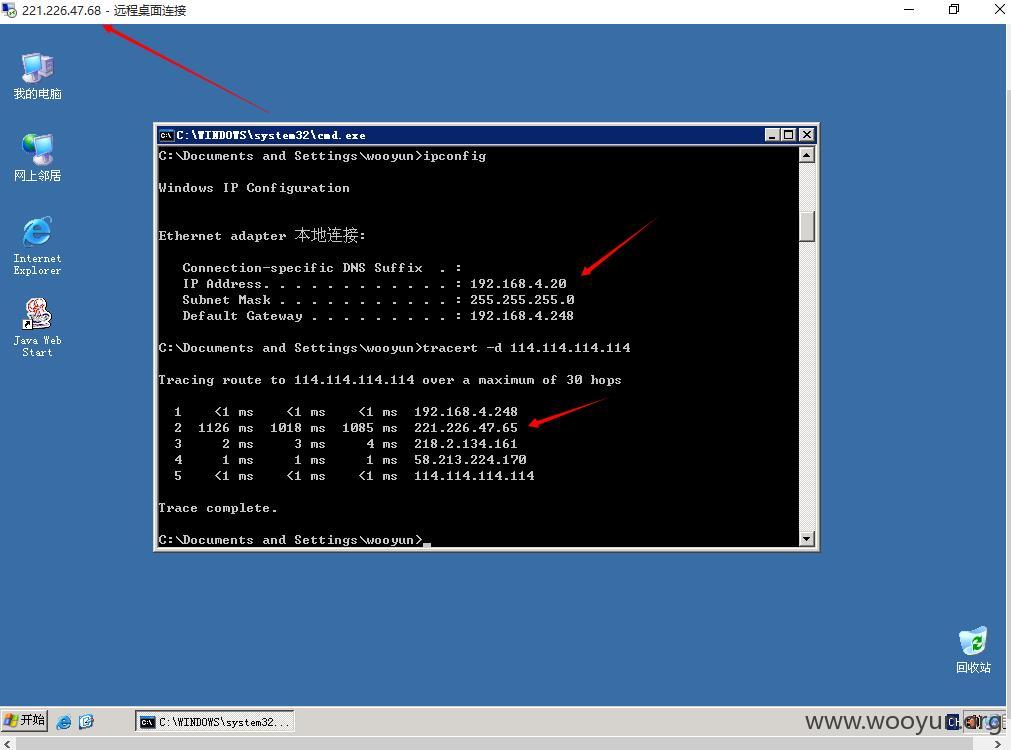 221.226.47.68 - 远程桌面连接
我的电脑
网上邻居
Internet
Explorer
Java Web
Start
C:\WINDOWS\system32\cmd.exe
C:\Documents and Settings\wooyun>ipconfig
Windows IP Configuration
Ethernet adapter 本地连接:
Connection-specific DNS Suffix  . :
IP Address. . . . . . . . . . . . : 192.168.4.20
Subnet Mask . . . . . . . . . . . : 255.255.255.0
Default Gateway . . . . . . . . . : 192.168.4.248
C:\Documents and Settings\wooyun>tracert -d 114.114.114.114
Tracing route to 114.114.114.114 over a maximum of 30 hops
1    <1 ms    <1 ms    <1 ms  192.168.4.248
2  1126 ms  1018 ms  1085 ms  221.226.47.65
3     2 ms     3 ms     4 ms  218.2.134.161
4     1 ms     1 ms     1 ms  58.213.224.170
5    <1 ms    <1 ms    <1 ms  114.114.114.114
Trace complete.
C:\Documents and Settings\wooyun>_
回收站
开始
C:\WINDOWS\system32...
CH
www.wooyun.org